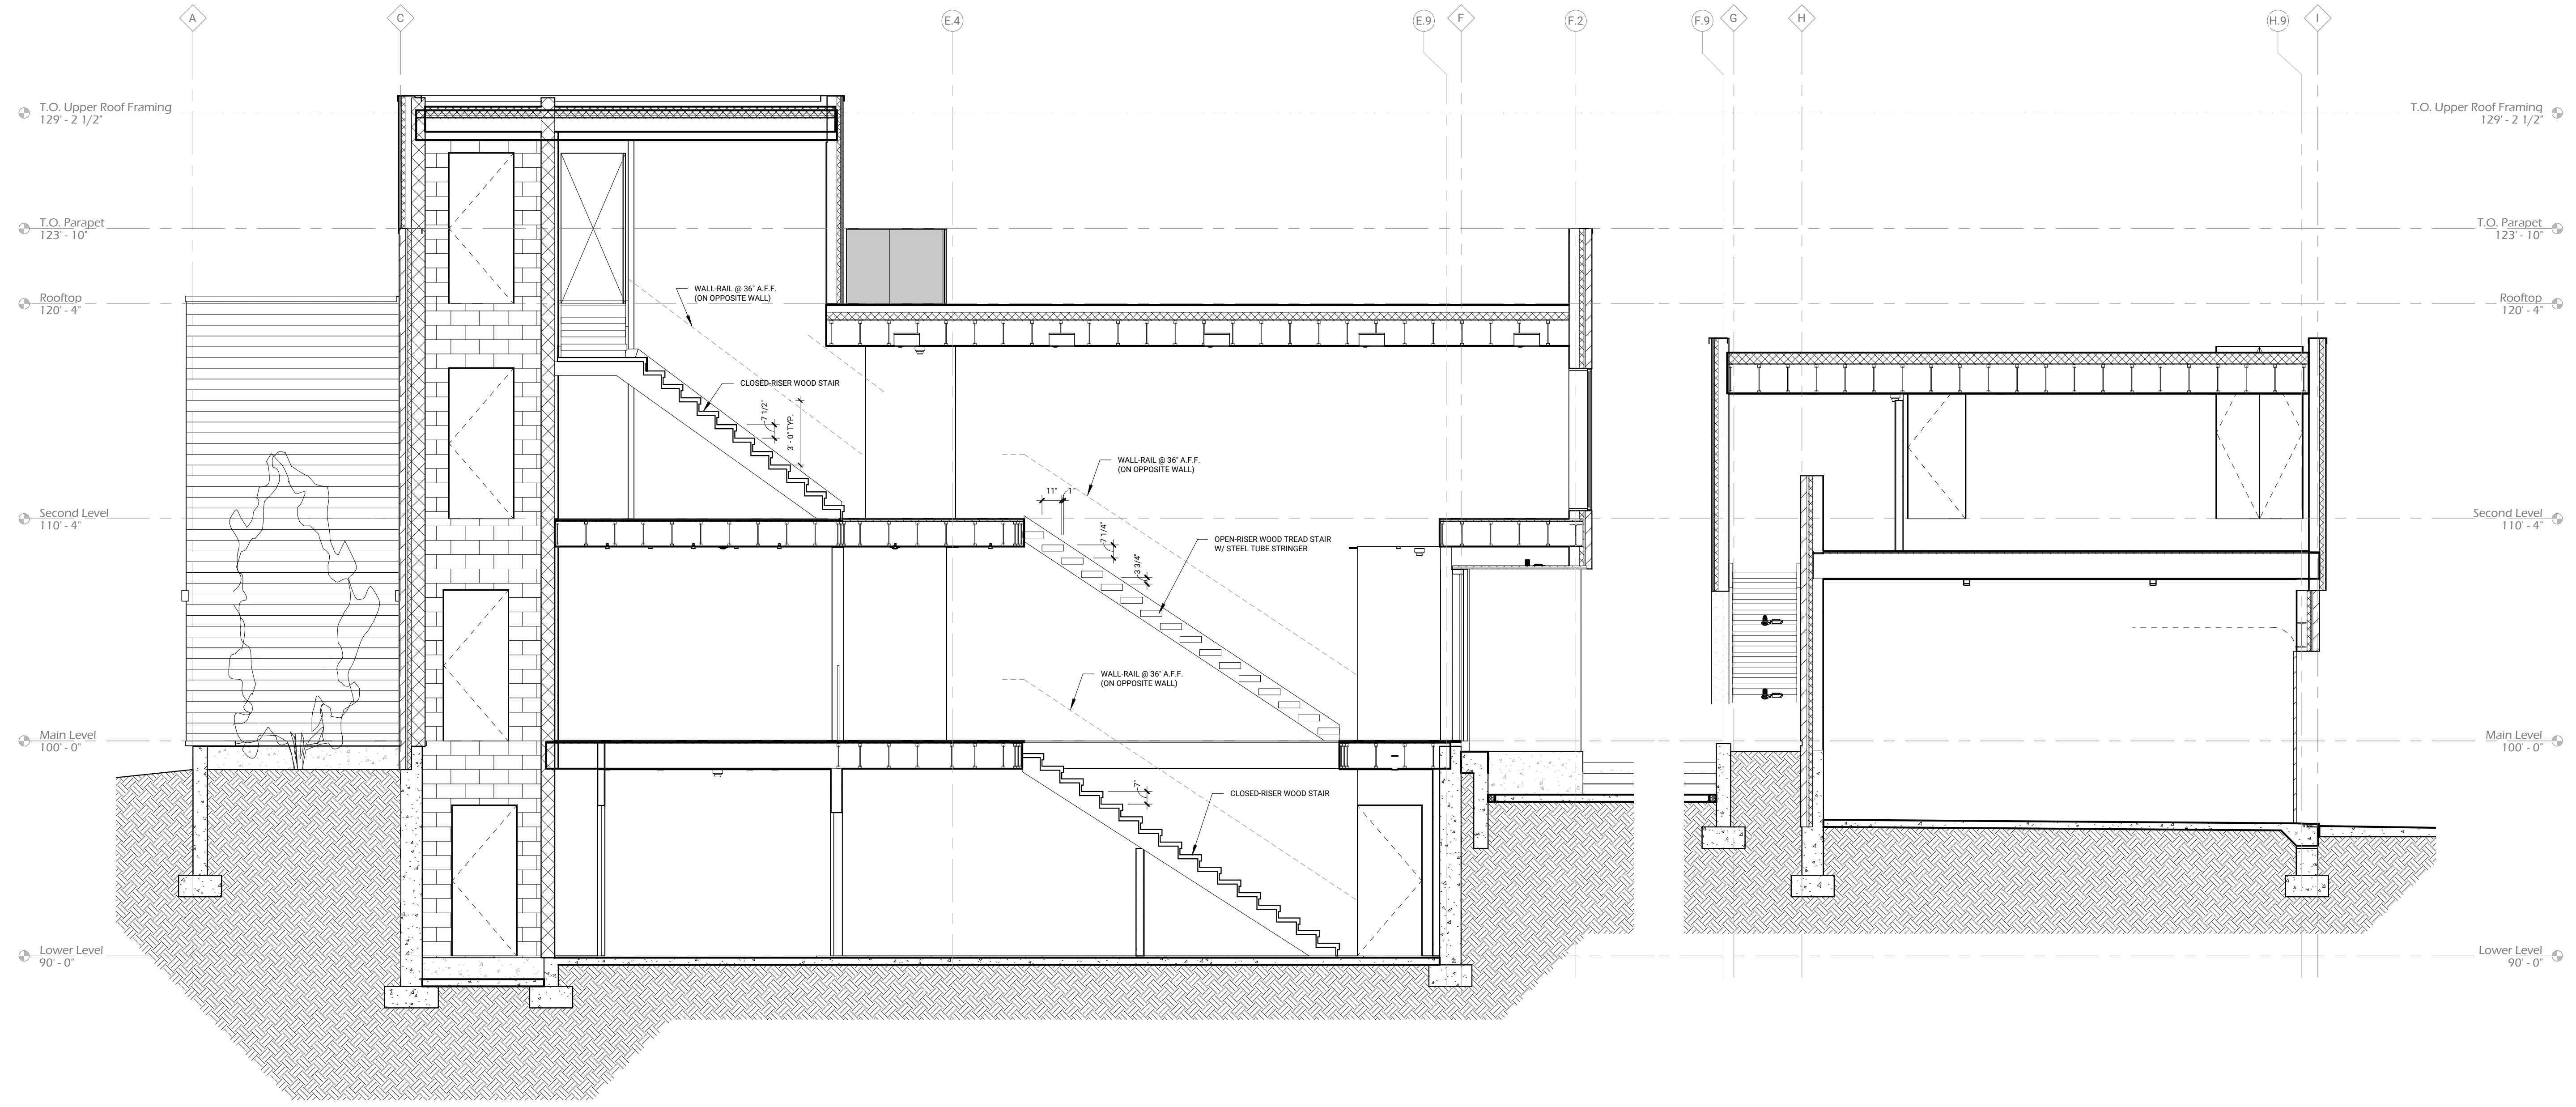 A
C
E.4
E.9
F
F.2
F.9
G
H
H.9
I
T.O. Upper Roof Framing
129' - 2 1/2"
T.O. Upper Roof Framing
129' - 2 1/2"
T.O. Parapet
123' - 10"
T.O. Parapet
123' - 10"
Rooftop
120' - 4"
Rooftop
120' - 4"
WALL-RAIL @ 36" A.F.F.
(ON OPPOSITE WALL)
CLOSED-RISER WOOD STAIR
7 1/2"
3' - 0" TYP.
WALL-RAIL @ 36" A.F.F.
(ON OPPOSITE WALL)
11"
1"
Second Level
110' - 4"
Second Level
110' - 4"
7 1/4"
OPEN-RISER WOOD TREAD STAIR
W/ STEEL TUBE STRINGER
3 3/4"
WALL-RAIL @ 36" A.F.F.
(ON OPPOSITE WALL)
Main Level
100' - 0"
Main Level
100' - 0"
7"
CLOSED-RISER WOOD STAIR
Lower Level
90' - 0"
Lower Level
90' - 0"